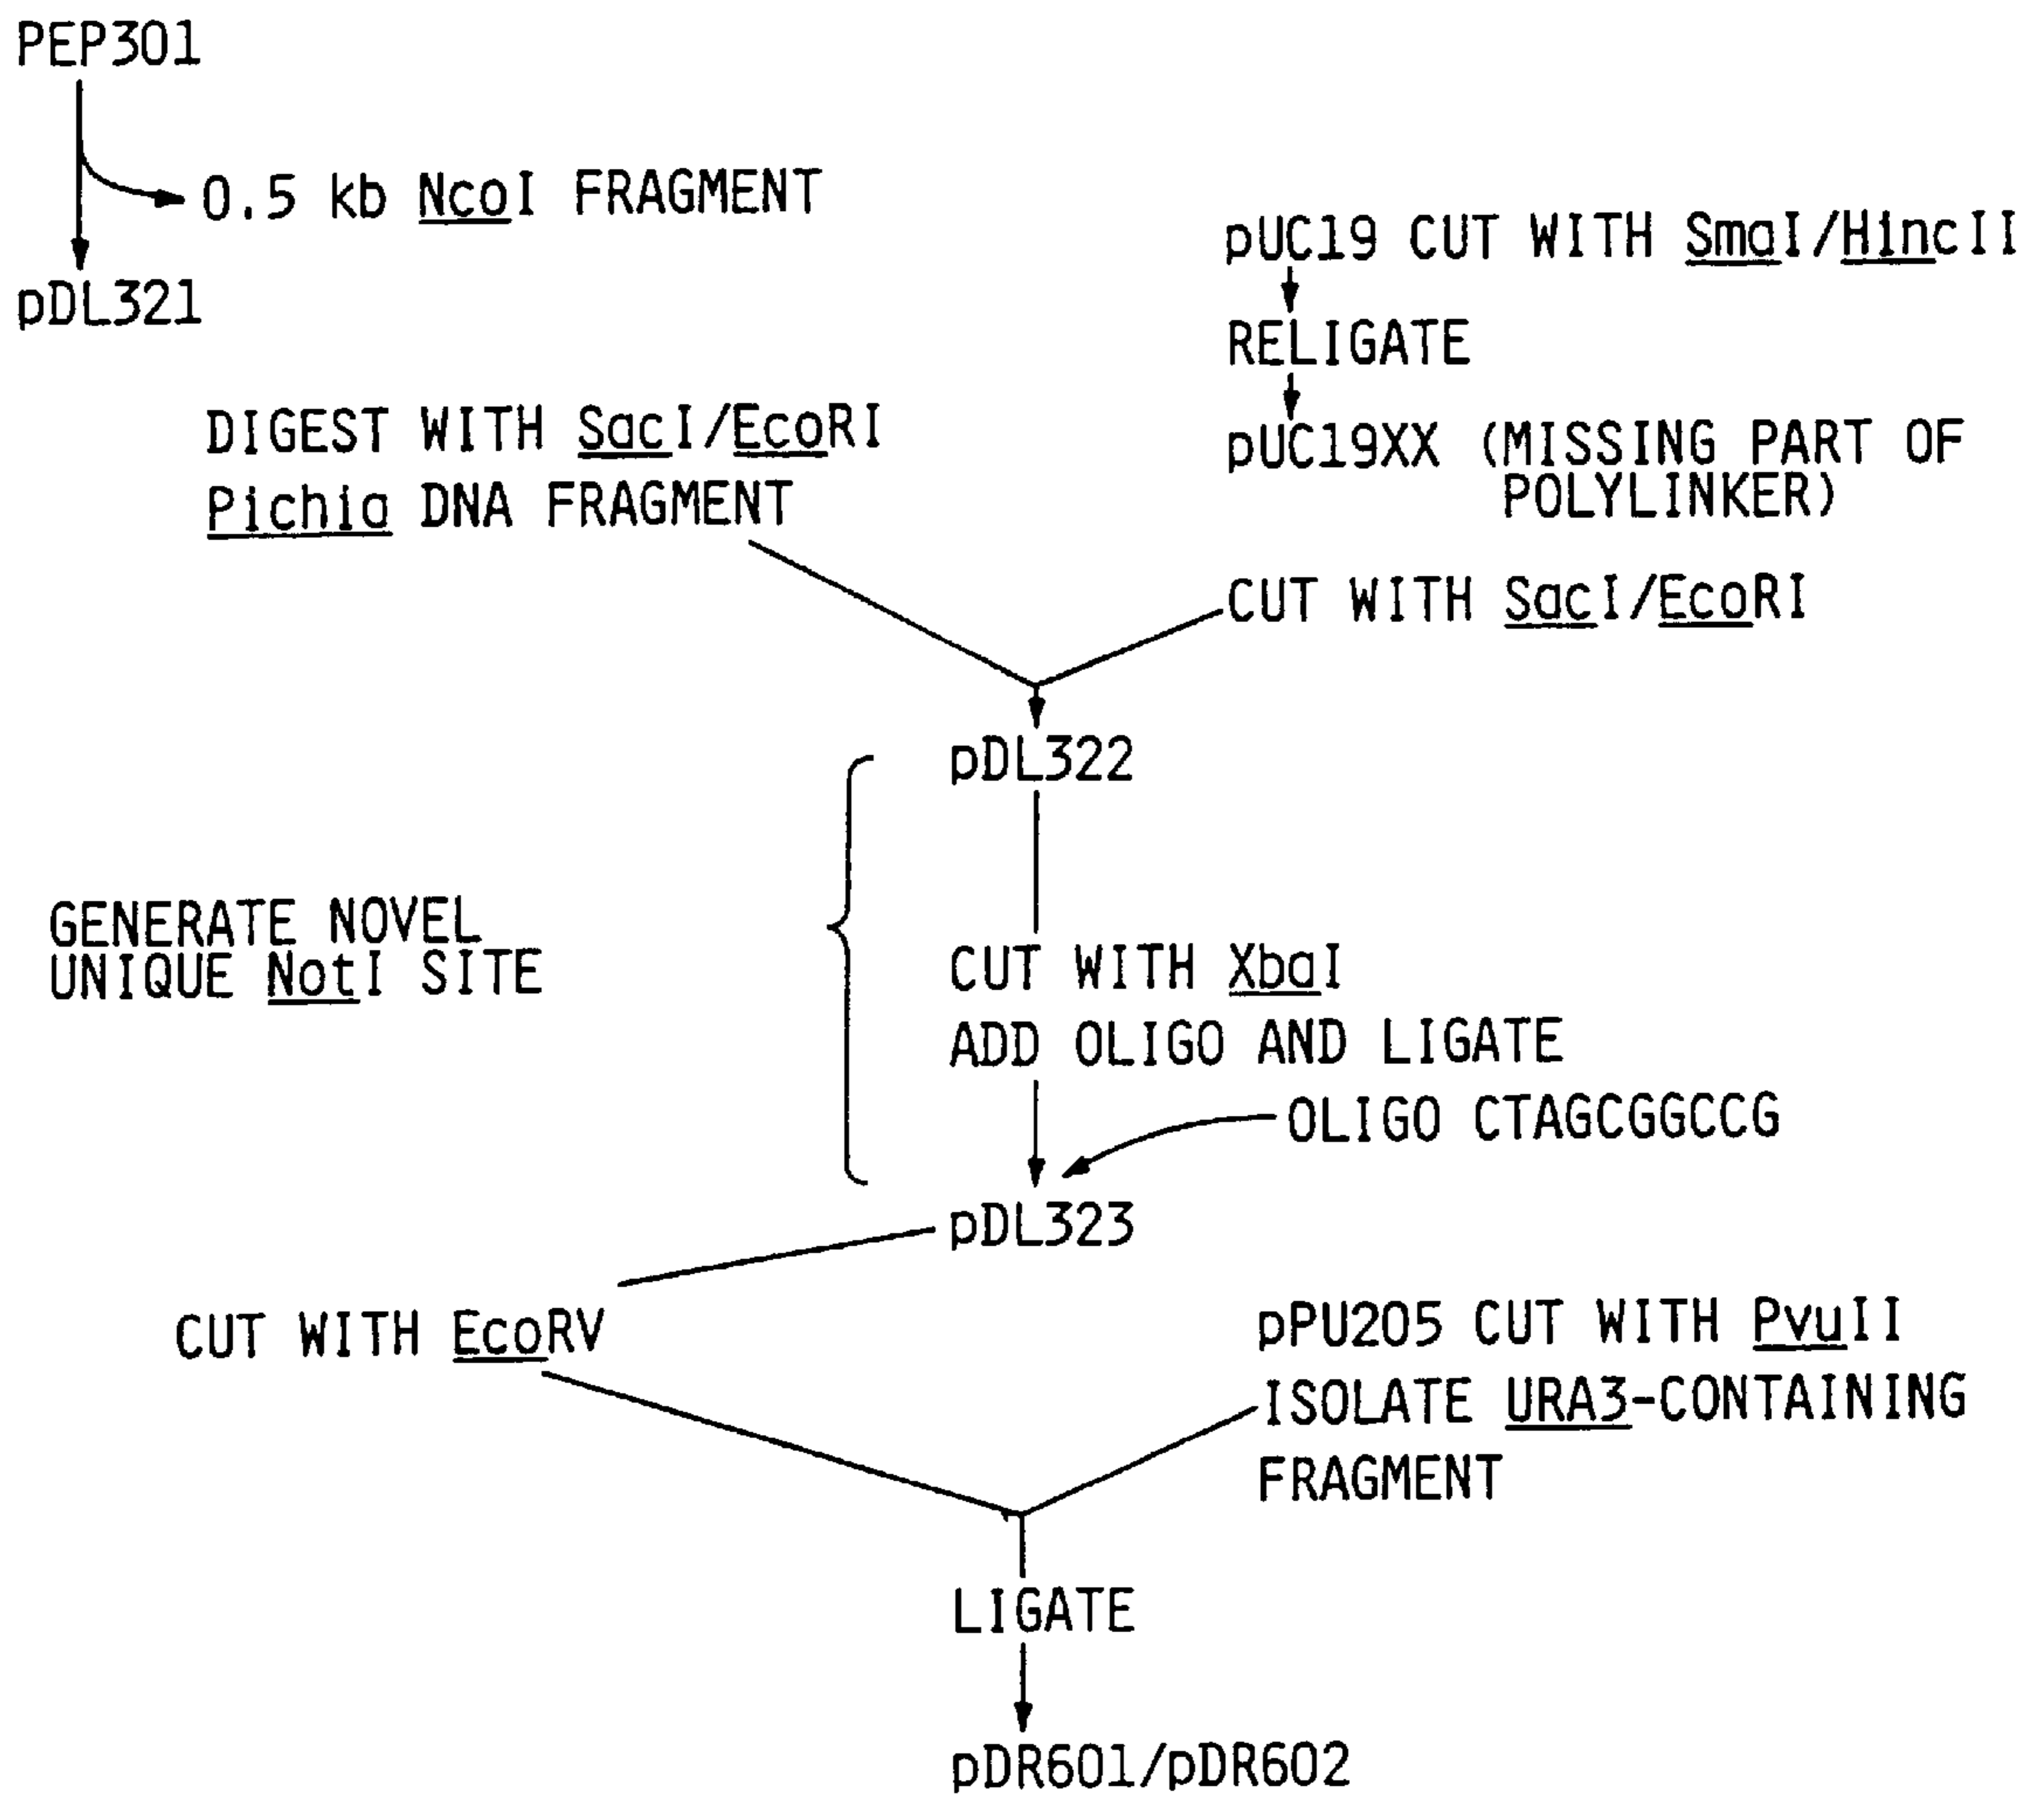 PEP301
0.5 kb NcoI FRAGMENT
pDL321
pUC19 CUT WITH SmaI/HincII
RELIGATE
pUC19XX (MISSING PART OF
POLYLINKER)
DIGEST WITH SacI/EcoRI
Pichia DNA FRAGMENT
CUT WITH SacI/EcoRI
pDL322
GENERATE NOVEL
UNIQUE NotI SITE
CUT WITH XbaI
ADD OLIGO AND LIGATE
OLIGO CTAGCGGCCG
pDL323
CUT WITH EcoRV
pPU205 CUT WITH PvuII
ISOLATE URA3-CONTAINING
FRAGMENT
LIGATE
pDR601/pDR602